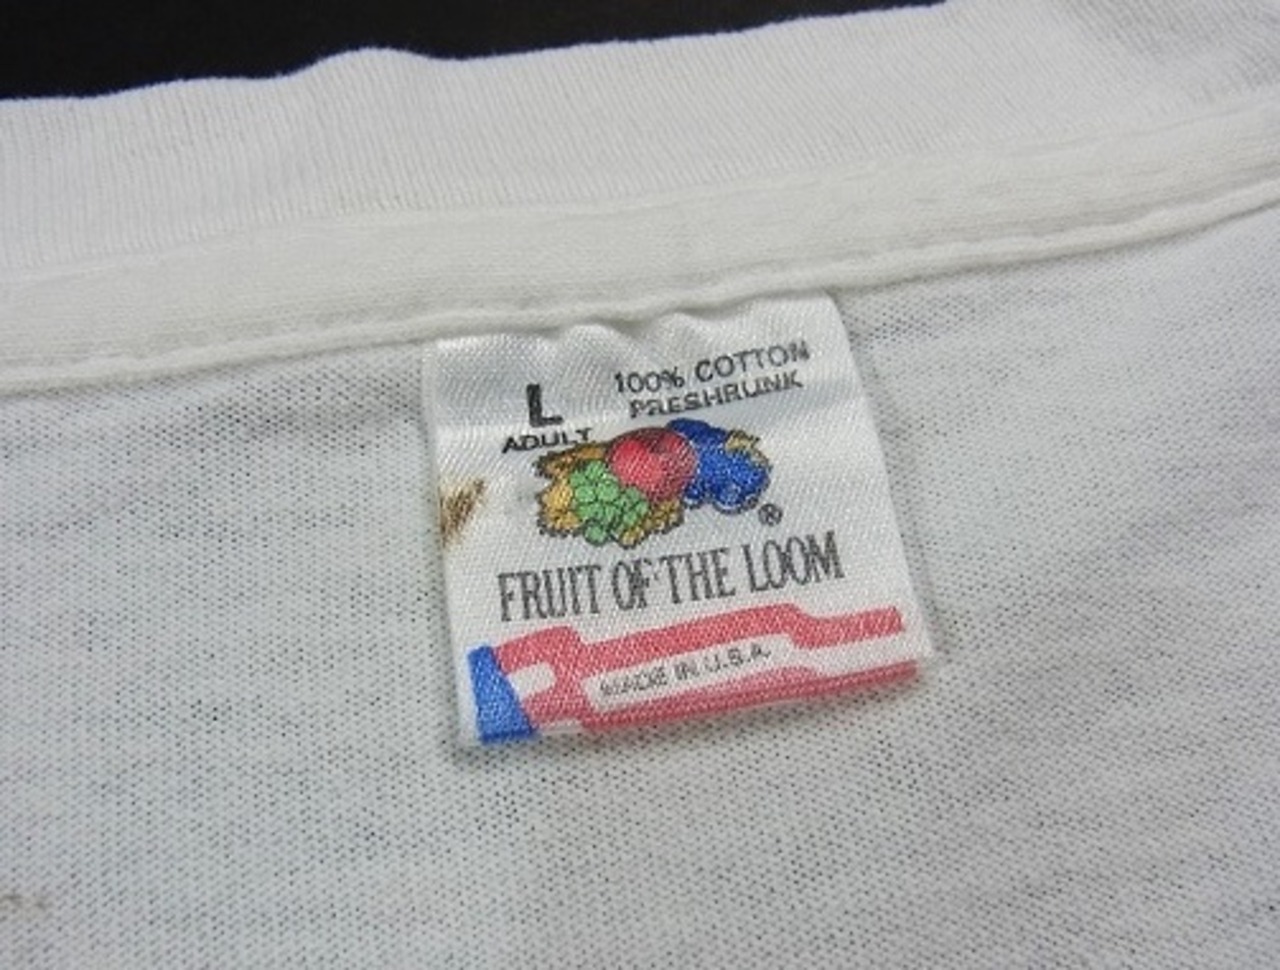 L
ADULT
100% COTTON
PRESHRUNK
®
FRUIT OF THE LOOM
MADE IN U.S.A.